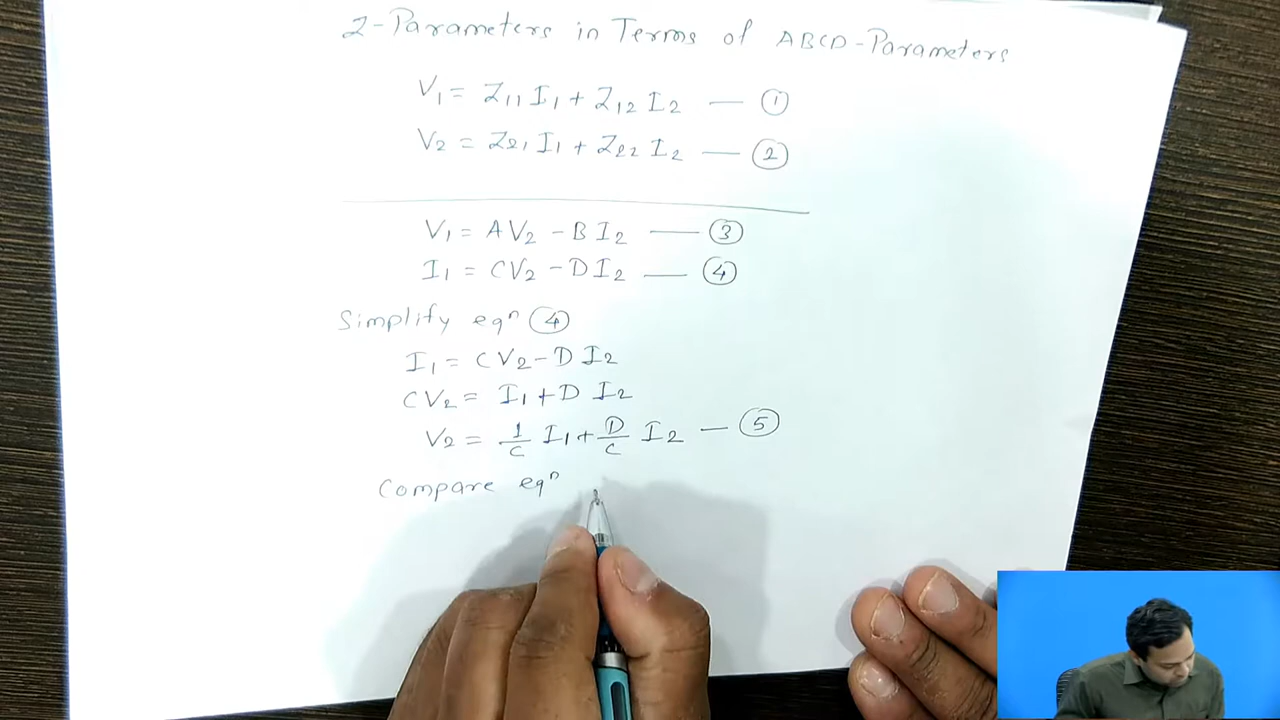 Z-Parameters in Terms of ABCD-Parameters
V1 = Z11 I1 + Z12 I2 — ①
V2 = Z21 I1 + Z22 I2 — ②
V1 = AV2 - BI2 — ③
I1 = CV2 - DI2 — ④
Simplify eqn ④
I1 = CV2 - D I2
CV2 = I1 + D I2
V2 = 1/C I1 + D/C I2 — ⑤
Compare eqn